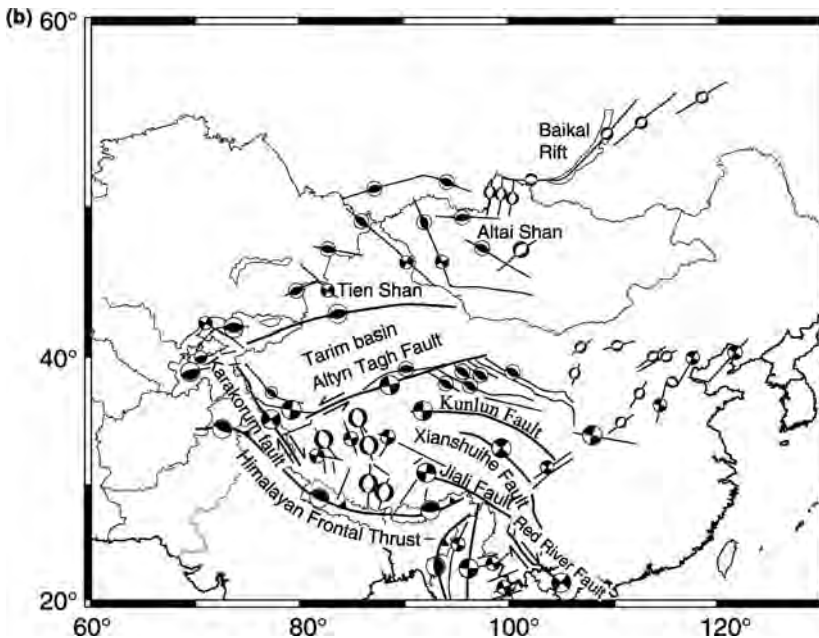 (b)
60°
Baikal
Rift
Altai Shan
Tien Shan
40°
Tarim basin
Altyn Tagh Fault
Karakorum fault
Kunlun Fault
Xianshuihe Fault
Jiali Fault
Himalayan Frontal Thrust
Red River Fault
20°
60° 80° 100° 120°